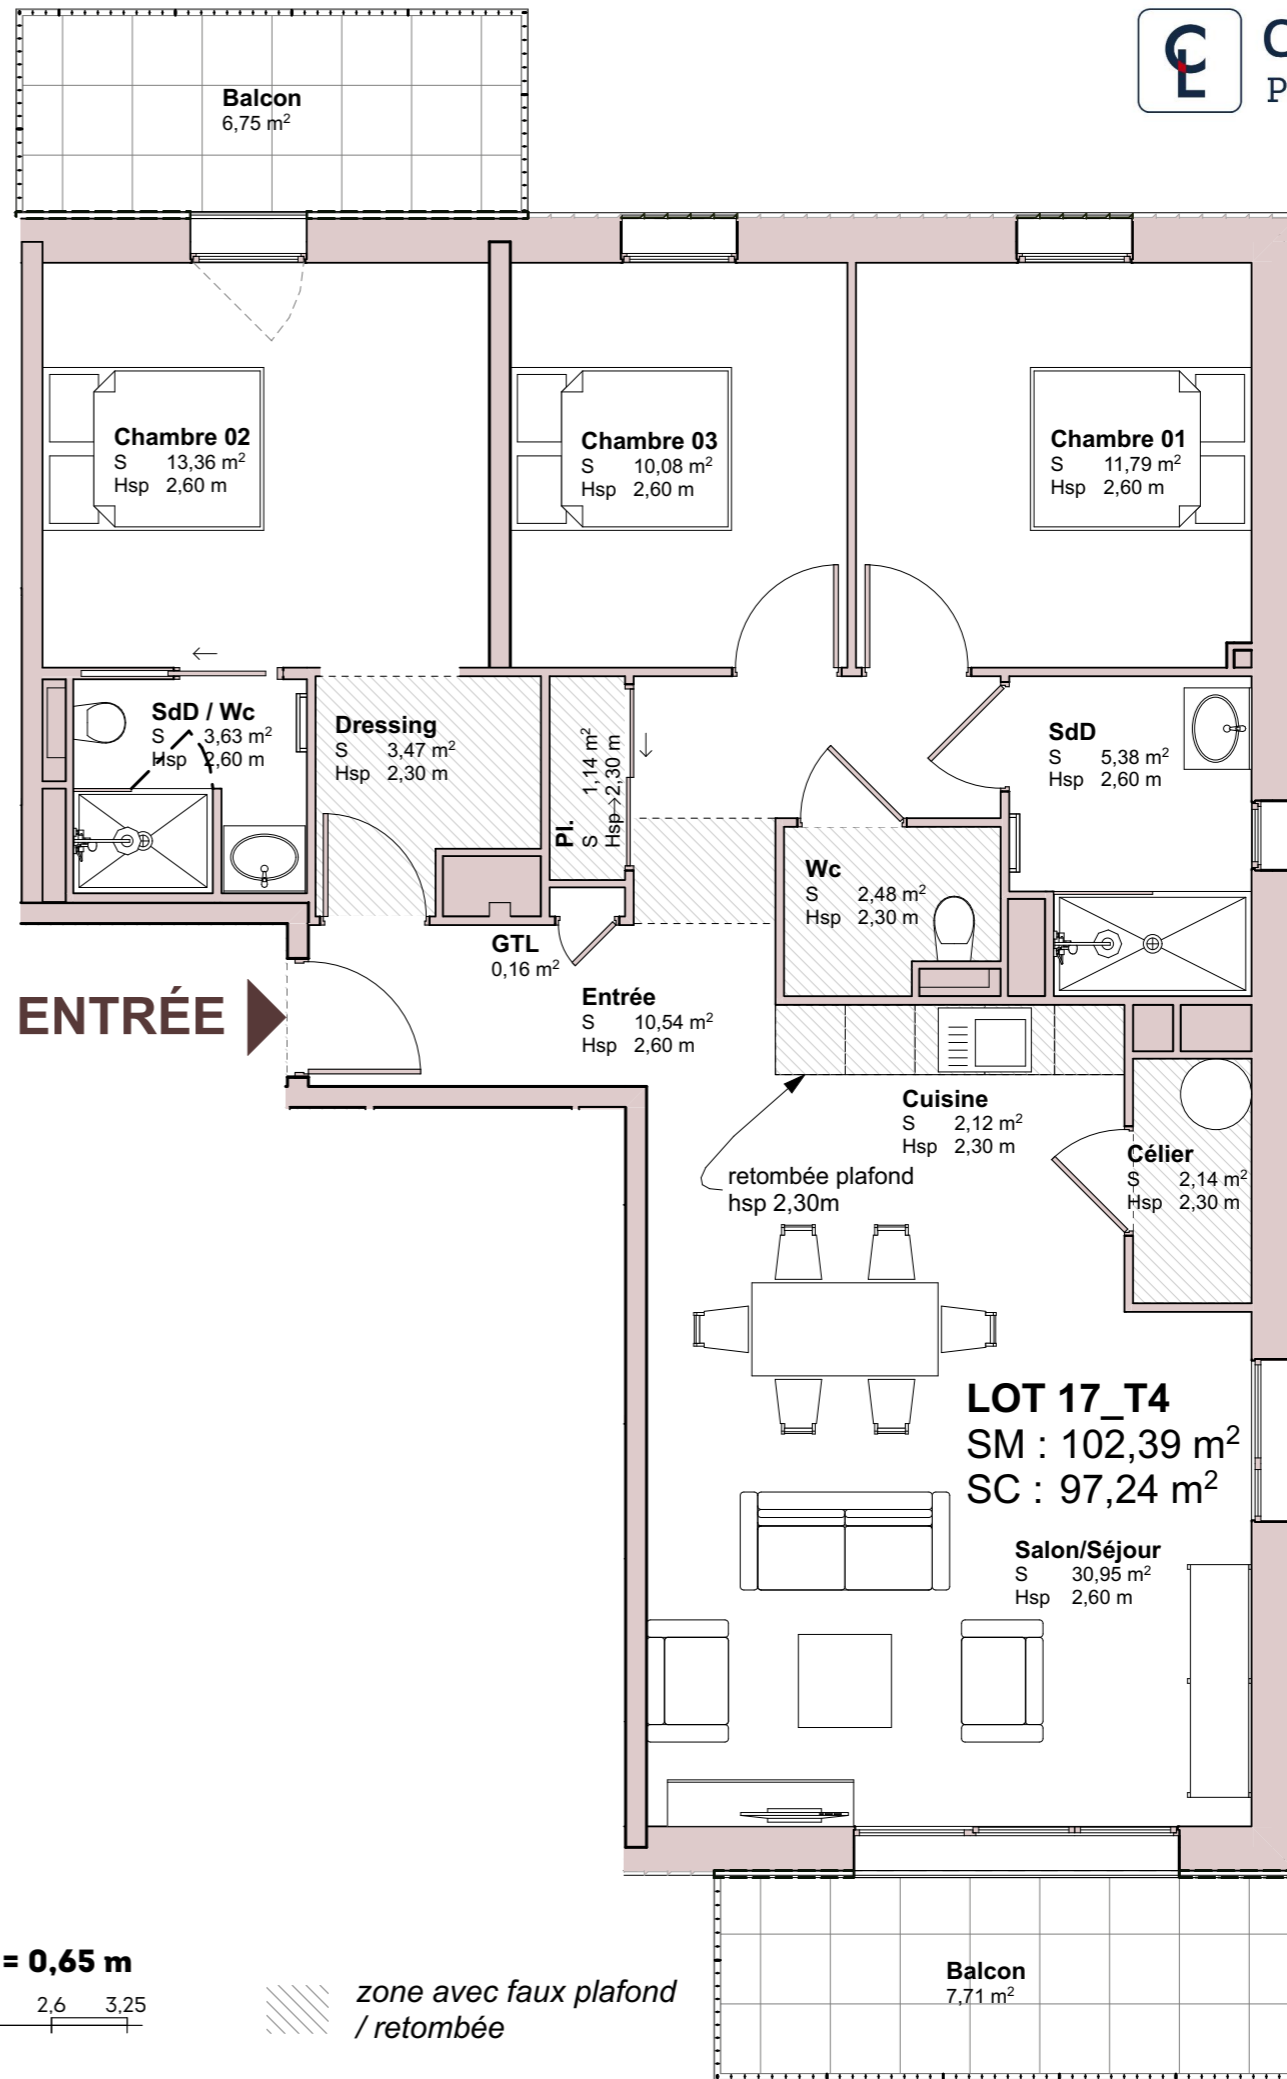 Balcon
6,75 m²
CL
C
P
Chambre 02
S 13,36 m²
Hsp 2,60 m
Chambre 03
S 10,08 m²
Hsp 2,60 m
Chambre 01
S 11,79 m²
Hsp 2,60 m
SdD / Wc
S 3,63 m²
Hsp 2,60 m
Dressing
S 3,47 m²
Hsp 2,30 m
Pl.
S 1,14 m²
Hsp 2,30 m
SdD
S 5,38 m²
Hsp 2,60 m
Wc
S 2,48 m²
Hsp 2,30 m
GTL
0,16 m²
ENTRÉE
Entrée
S 10,54 m²
Hsp 2,60 m
Cuisine
S 2,12 m²
Hsp 2,30 m
retombée plafond
hsp 2,30m
Célier
S 2,14 m²
Hsp 2,30 m
LOT 17_T4
SM : 102,39 m²
SC : 97,24 m²
Salon/Séjour
S 30,95 m²
Hsp 2,60 m
= 0,65 m
2,6 3,25
zone avec faux plafond
/ retombée
Balcon
7,71 m²